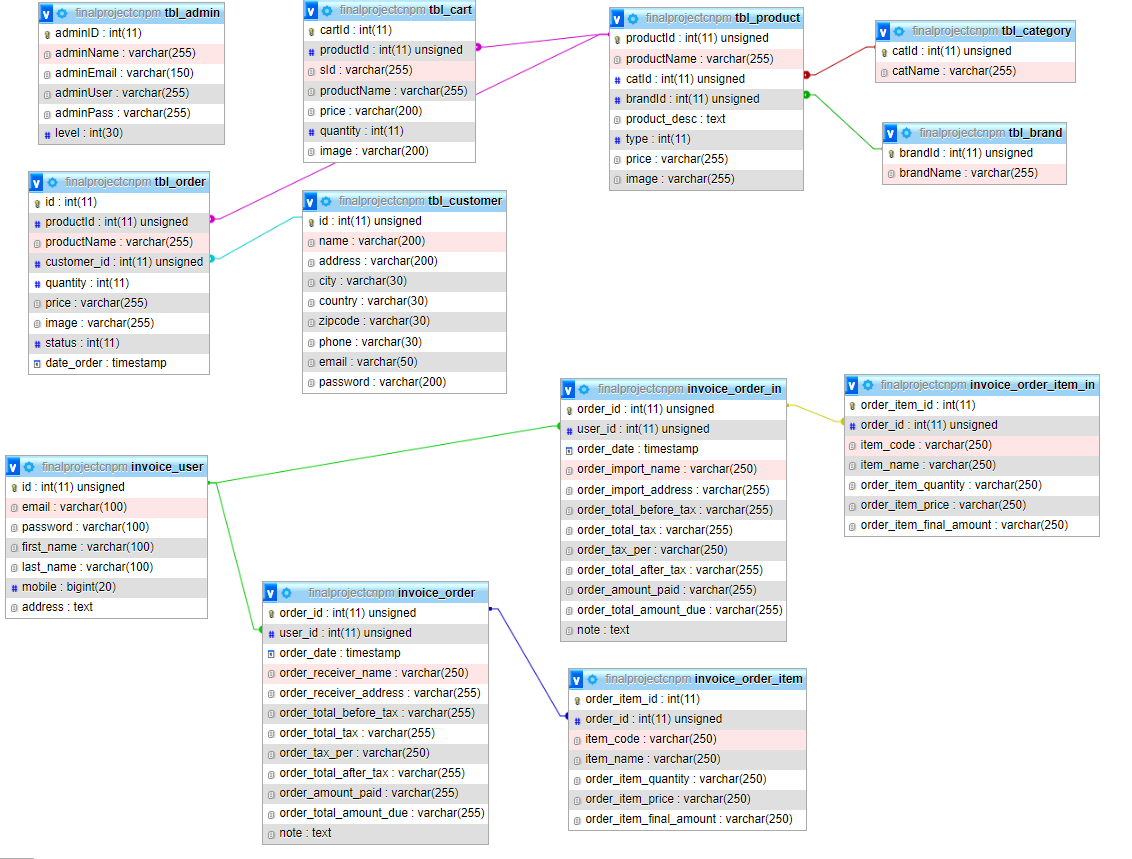 finalprojectcnpm tbl_admin
adminID : int(11)
adminName : varchar(255)
adminEmail : varchar(150)
adminUser : varchar(255)
adminPass : varchar(255)
level : int(30)
finalprojectcnpm tbl_cart
cartId : int(11)
productId : int(11) unsigned
sId : varchar(255)
productName : varchar(255)
price : varchar(200)
quantity : int(11)
image : varchar(200)
finalprojectcnpm tbl_product
productId : int(11) unsigned
productName : varchar(255)
catId : int(11) unsigned
brandId : int(11) unsigned
product_desc : text
type : int(11)
price : varchar(255)
image : varchar(255)
finalprojectcnpm tbl_category
catId : int(11) unsigned
catName : varchar(255)
finalprojectcnpm tbl_brand
brandId : int(11) unsigned
brandName : varchar(255)
finalprojectcnpm tbl_order
id : int(11)
productId : int(11) unsigned
productName : varchar(255)
customer_id : int(11) unsigned
quantity : int(11)
price : varchar(255)
image : varchar(255)
status : int(11)
date_order : timestamp
finalprojectcnpm tbl_customer
id : int(11) unsigned
name : varchar(200)
address : varchar(200)
city : varchar(30)
country : varchar(30)
zipcode : varchar(30)
phone : varchar(30)
email : varchar(50)
password : varchar(200)
finalprojectcnpm invoice_order_in
order_id : int(11) unsigned
user_id : int(11) unsigned
order_date : timestamp
order_import_name : varchar(250)
order_import_address : varchar(255)
order_total_before_tax : varchar(255)
order_total_tax : varchar(255)
order_tax_per : varchar(250)
order_total_after_tax : varchar(255)
order_amount_paid : varchar(255)
order_total_amount_due : varchar(255)
note : text
finalprojectcnpm invoice_order_item_in
order_item_id : int(11)
order_id : int(11) unsigned
item_code : varchar(250)
item_name : varchar(250)
order_item_quantity : varchar(250)
order_item_price : varchar(250)
order_item_final_amount : varchar(250)
finalprojectcnpm invoice_user
id : int(11) unsigned
email : varchar(100)
password : varchar(100)
first_name : varchar(100)
last_name : varchar(100)
mobile : bigint(20)
address : text
finalprojectcnpm invoice_order
order_id : int(11) unsigned
user_id : int(11) unsigned
order_date : timestamp
order_receiver_name : varchar(250)
order_receiver_address : varchar(255)
order_total_before_tax : varchar(255)
order_total_tax : varchar(255)
order_tax_per : varchar(250)
order_total_after_tax : varchar(255)
order_amount_paid : varchar(255)
order_total_amount_due : varchar(255)
note : text
finalprojectcnpm invoice_order_item
order_item_id : int(11)
order_id : int(11) unsigned
item_code : varchar(250)
item_name : varchar(250)
order_item_quantity : varchar(250)
order_item_price : varchar(250)
order_item_final_amount : varchar(250)